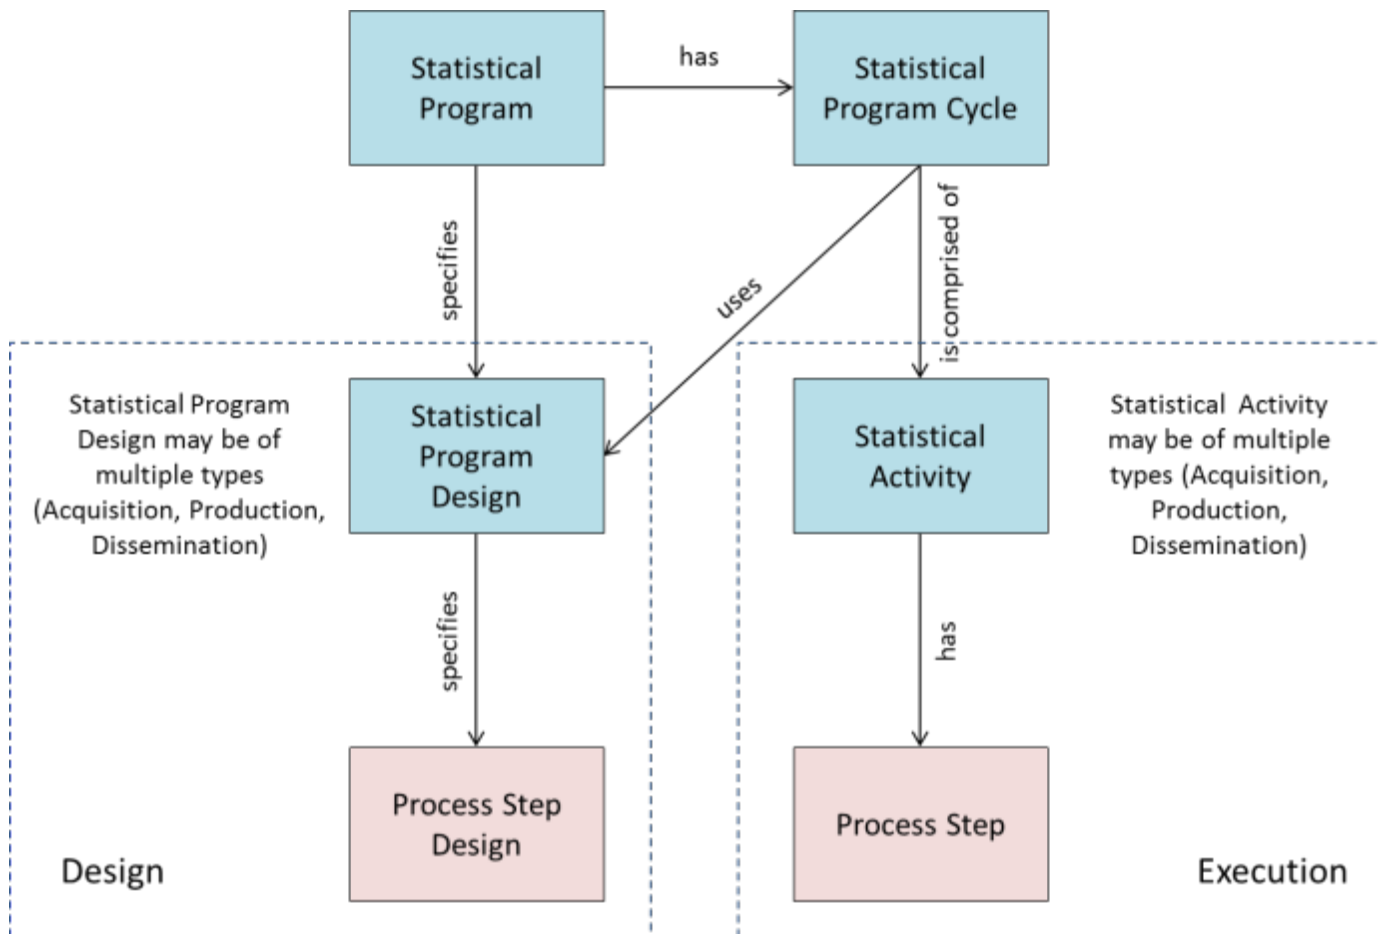 Statistical
Program
has
Statistical
Program Cycle
specifies
uses
is comprised of
Statistical Program
Design may be of
multiple types
(Acquisition, Production,
Dissemination)
Statistical
Program
Design
Statistical
Activity
Statistical Activity
may be of multiple
types (Acquisition,
Production,
Dissemination)
specifies
has
Process Step
Design
Process Step
Design
Execution